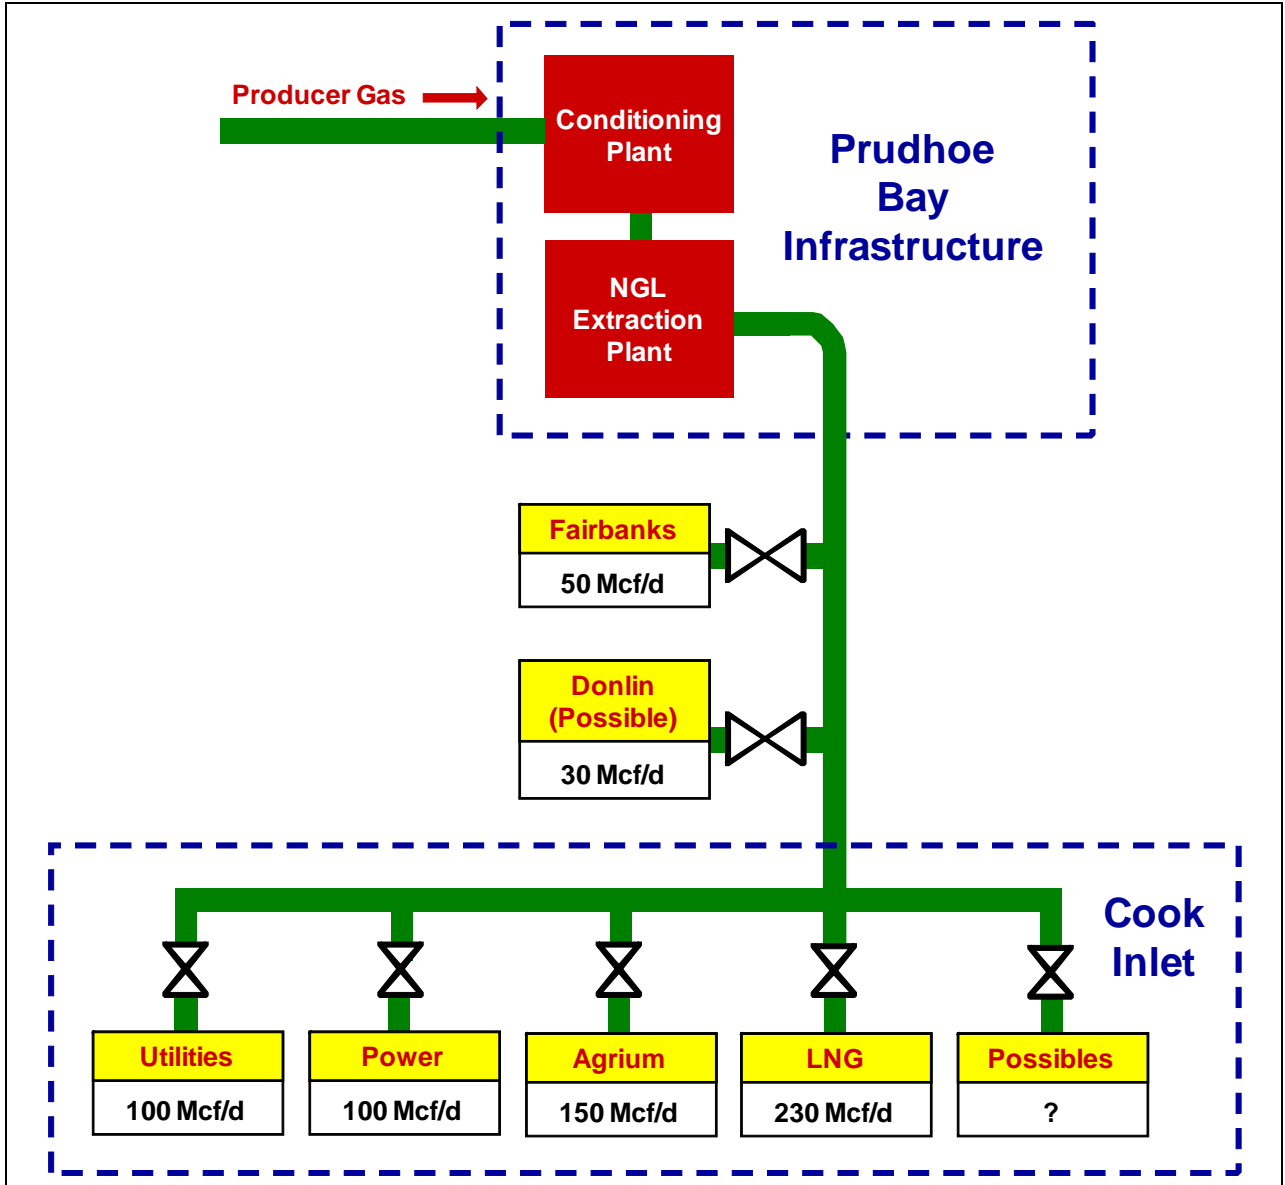 Producer Gas
Conditioning
Plant
Prudhoe
Bay
Infrastructure
NGL
Extraction
Plant
Fairbanks
50 Mcf/d
Donlin
(Possible)
30 Mcf/d
Cook
Inlet
Utilities
100 Mcf/d
Power
100 Mcf/d
Agrium
150 Mcf/d
LNG
230 Mcf/d
Possibles
?